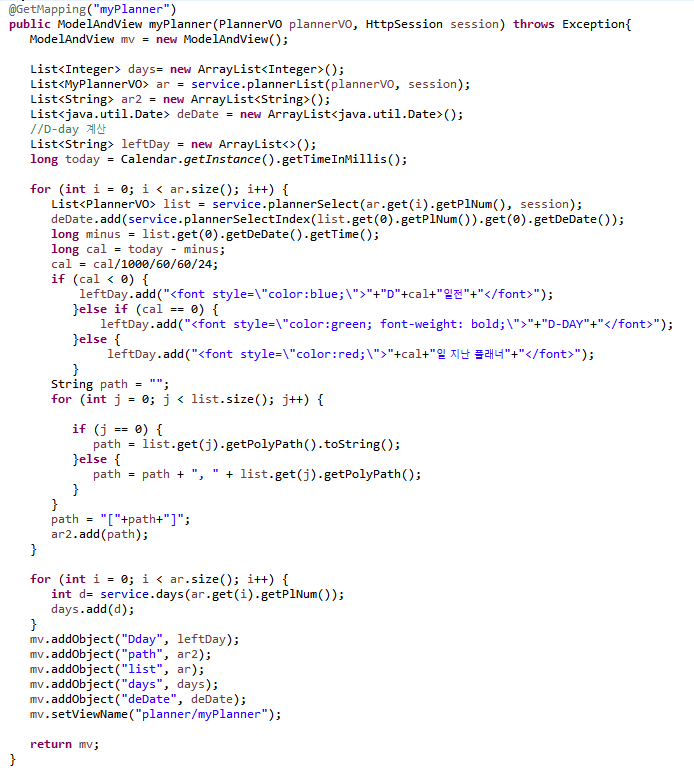 @GetMapping("myPlanner")
public ModelAndView myPlanner(PlannerVO plannerVO, HttpSession session) throws Exception{
ModelAndView mv = new ModelAndView();
List<Integer> days= new ArrayList<Integer>();
List<MyPlannerVO> ar = service.plannerList(plannerVO, session);
List<String> ar2 = new ArrayList<String>();
List<java.util.Date> deDate = new ArrayList<java.util.Date>();
//D-day 계산
List<String> leftDay = new ArrayList<>();
long today = Calendar.getInstance().getTimeInMillis();
for (int i = 0; i < ar.size(); i++) {
List<PlannerVO> list = service.plannerSelect(ar.get(i).getPlNum(), session);
deDate.add(service.plannerSelectIndex(list.get(0).getPlNum()).get(0).getDeDate());
long minus = list.get(0).getDeDate().getTime();
long cal = today - minus;
cal = cal/1000/60/60/24;
if (cal < 0) {
leftDay.add("<font style=\"color:blue;\">"+"D"+cal+"일전"+"</font>");
}else if (cal == 0) {
leftDay.add("<font style=\"color:green; font-weight: bold;\">"+"D-DAY"+"</font>");
}else {
leftDay.add("<font style=\"color:red;\">"+cal+"일 지난 플래너"+"</font>");
}
String path = "";
for (int j = 0; j < list.size(); j++) {
if (j == 0) {
path = list.get(j).getPolyPath().toString();
}else {
path = path + ", " + list.get(j).getPolyPath();
}
}
path = "["+path+"]";
ar2.add(path);
}
for (int i = 0; i < ar.size(); i++) {
int d= service.days(ar.get(i).getPlNum());
days.add(d);
}
mv.addObject("Dday", leftDay);
mv.addObject("path", ar2);
mv.addObject("list", ar);
mv.addObject("days", days);
mv.addObject("deDate", deDate);
mv.setViewName("planner/myPlanner");
return mv;
}